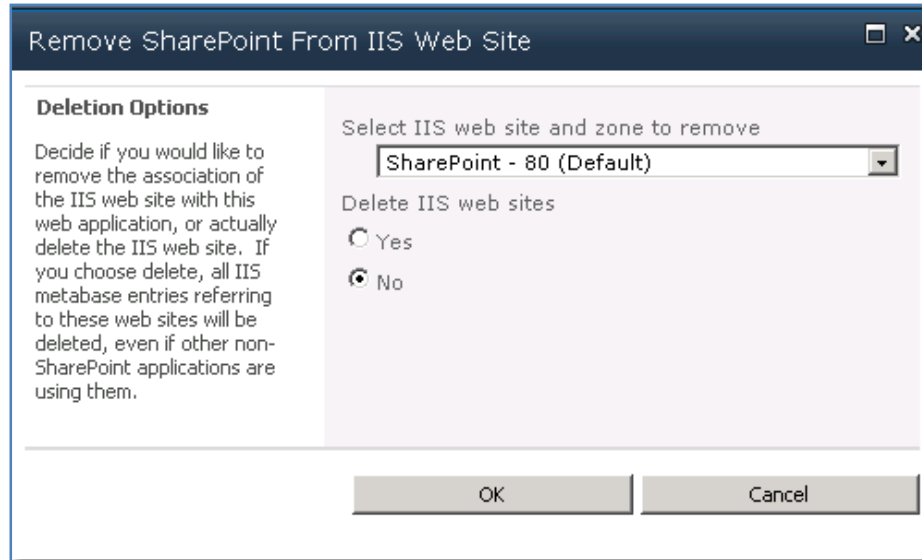 Remove SharePoint From IIS Web Site
Deletion Options
Decide if you would like to
remove the association of
the IIS web site with this
web application, or actually
delete the IIS web site.  If
you choose delete, all IIS
metabase entries referring
to these web sites will be
deleted, even if other non-
SharePoint applications are
using them.
Select IIS web site and zone to remove
SharePoint - 80 (Default)
Delete IIS web sites
Yes
No
OK
Cancel